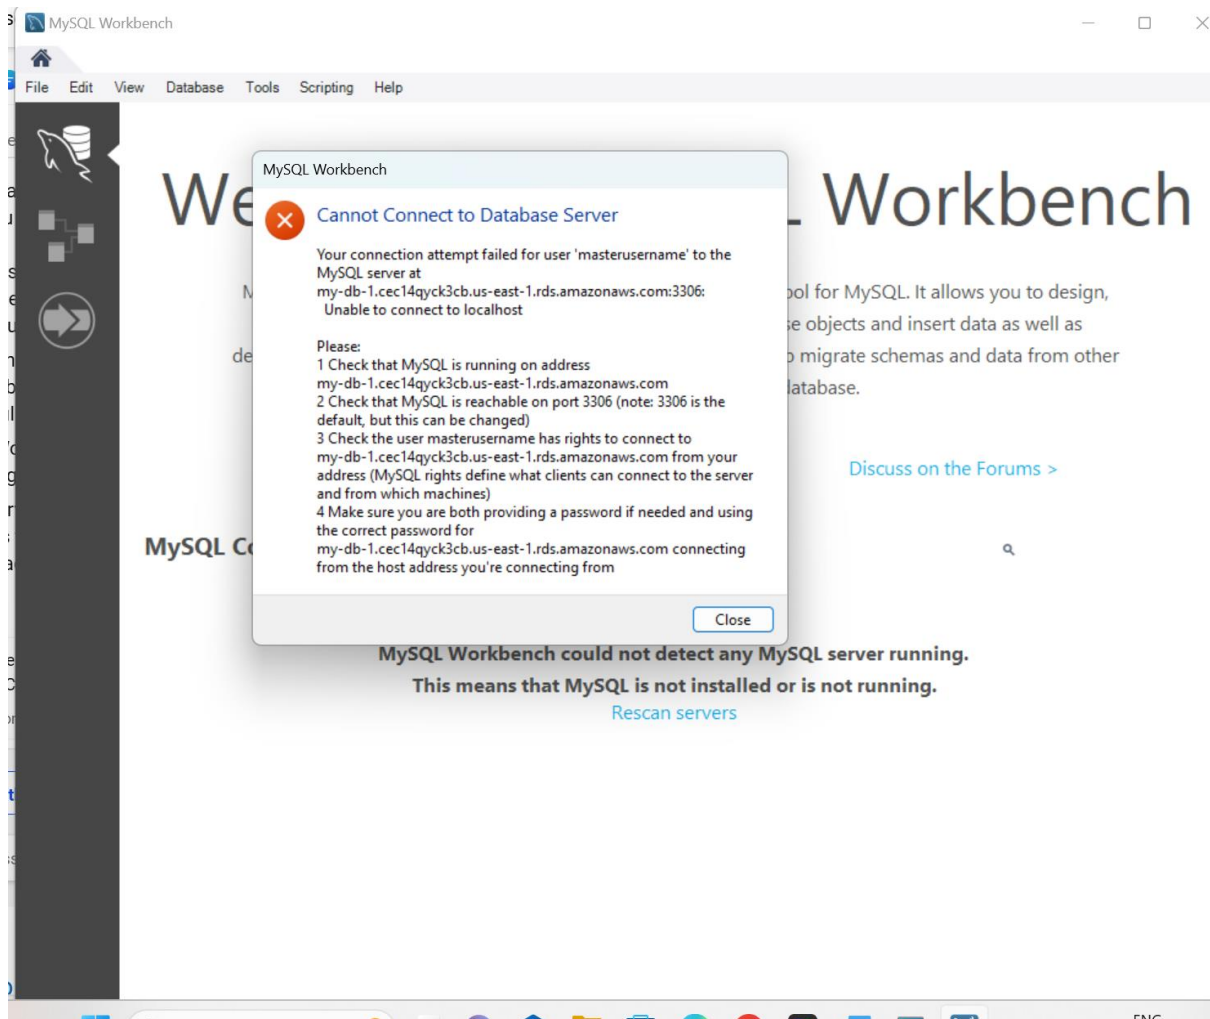 MySQL Workbench
File Edit View Database Tools Scripting Help
We
L Workbench
MySQL Workbench
Cannot Connect to Database Server
Your connection attempt failed for user 'masterusername' to the
MySQL server at
my-db-1.cec14qyck3cb.us-east-1.rds.amazonaws.com:3306:
Unable to connect to localhost
Please:
1 Check that MySQL is running on address
my-db-1.cec14qyck3cb.us-east-1.rds.amazonaws.com
2 Check that MySQL is reachable on port 3306 (note: 3306 is the
default, but this can be changed)
3 Check the user masterusername has rights to connect to
my-db-1.cec14qyck3cb.us-east-1.rds.amazonaws.com from your
address (MySQL rights define what clients can connect to the server
and from which machines)
4 Make sure you are both providing a password if needed and using
the correct password for
my-db-1.cec14qyck3cb.us-east-1.rds.amazonaws.com connecting
from the host address you're connecting from
Close
ool for MySQL. It allows you to design,
se objects and insert data as well as
de
migrate schemas and data from other
database.
Discuss on the Forums >
MySQL Co
MySQL Workbench could not detect any MySQL server running.
This means that MySQL is not installed or is not running.
Rescan servers
ENG